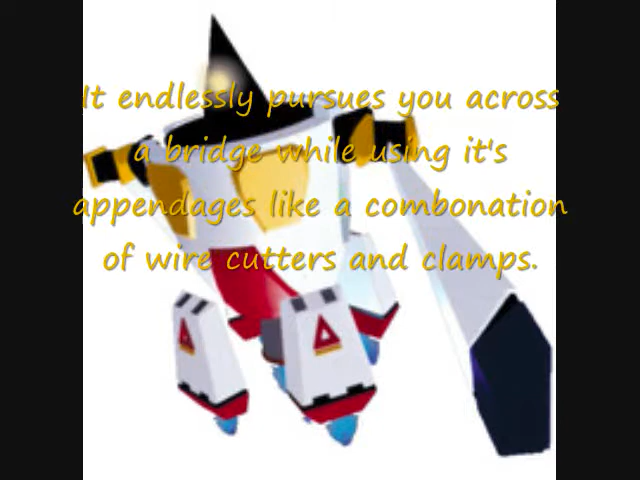 It endlessly pursues you across
a bridge while using it's
appendages like a combonation
of wire cutters and clamps.